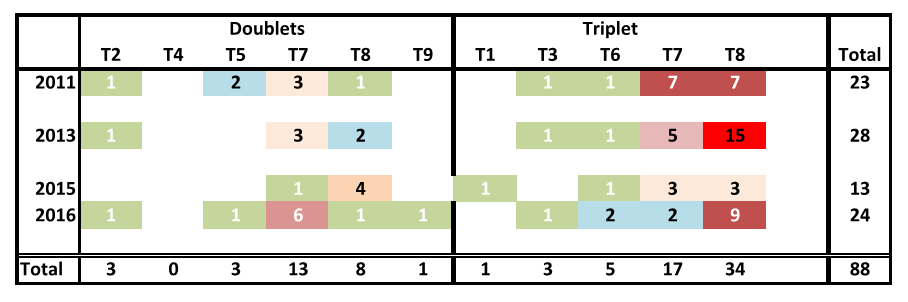 Doublets Triplet
T2 T4 T5 T7 T8 T9 T1 T3 T6 T7 T8 Total
2011 1 2 3 1 1 1 7 7 23
2013 1 3 2 1 1 5 15 28
2015 1 4 1 1 3 3 13
2016 1 1 6 1 1 1 2 2 9 24
Total 3 0 3 13 8 1 1 3 5 17 34 88